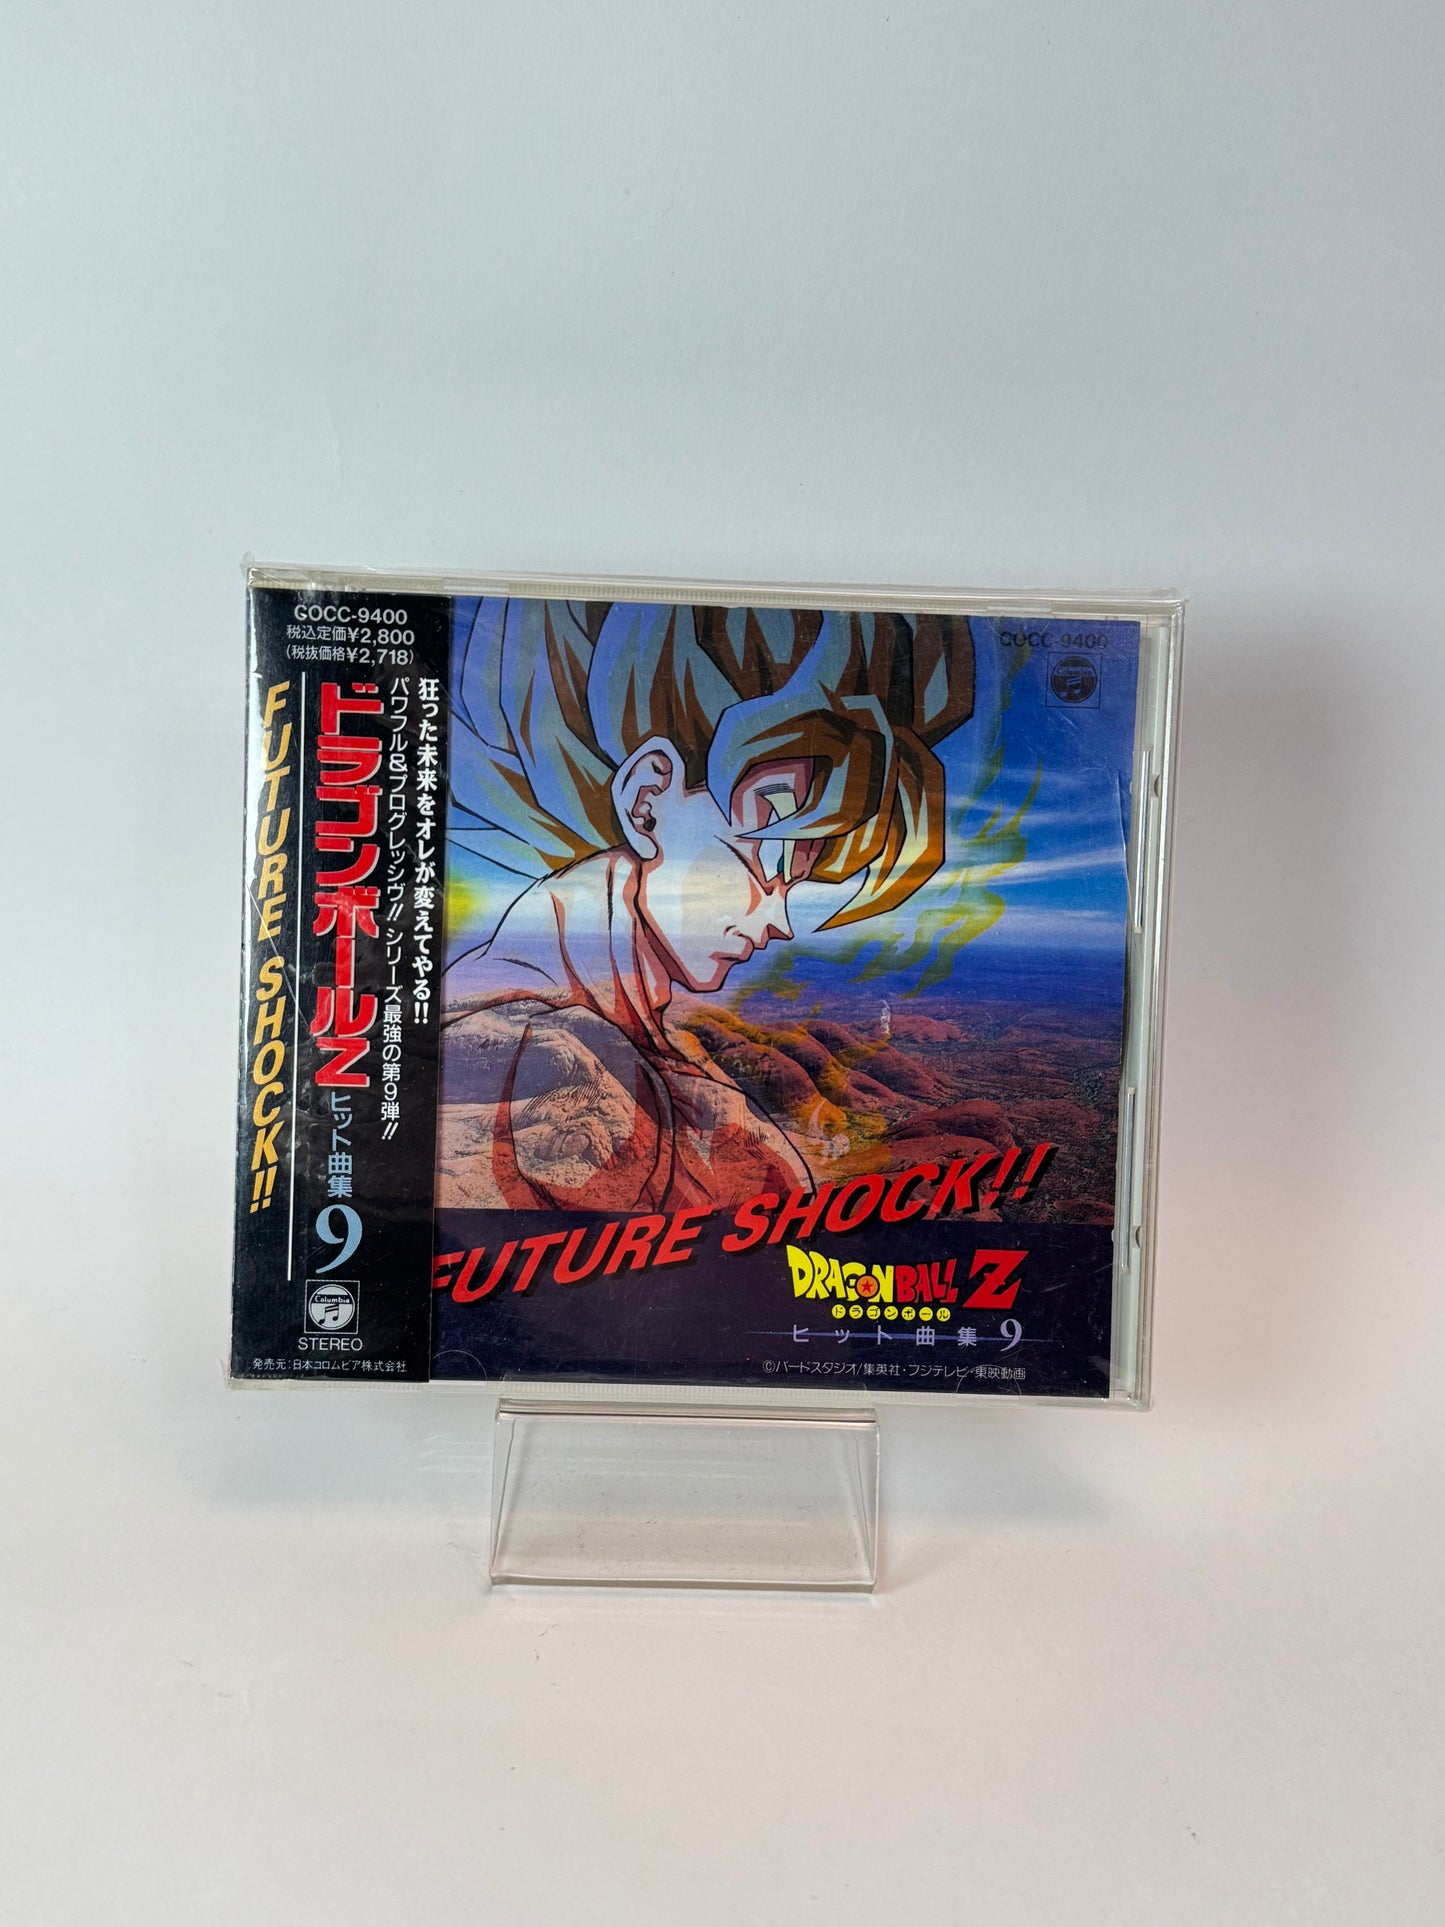 COCC-9400
税込定価¥2,800
(税抜価格¥2,718)
狂った未来をオレが変えてやる!!
パワフル&プログレッシヴ!! シリーズ最強の第9弾!!
ドラゴンボールZ
ヒット曲集9
FUTURE SHOCK!!
Columbia
STEREO
発売元:日本コロムビア株式会社
COCC-9400
FUTURE SHOCK!!
DRAGON BALL Z
ドラゴンボール
ヒット曲集 9
©バードスタジオ/集英社・フジテレビ・東映動画